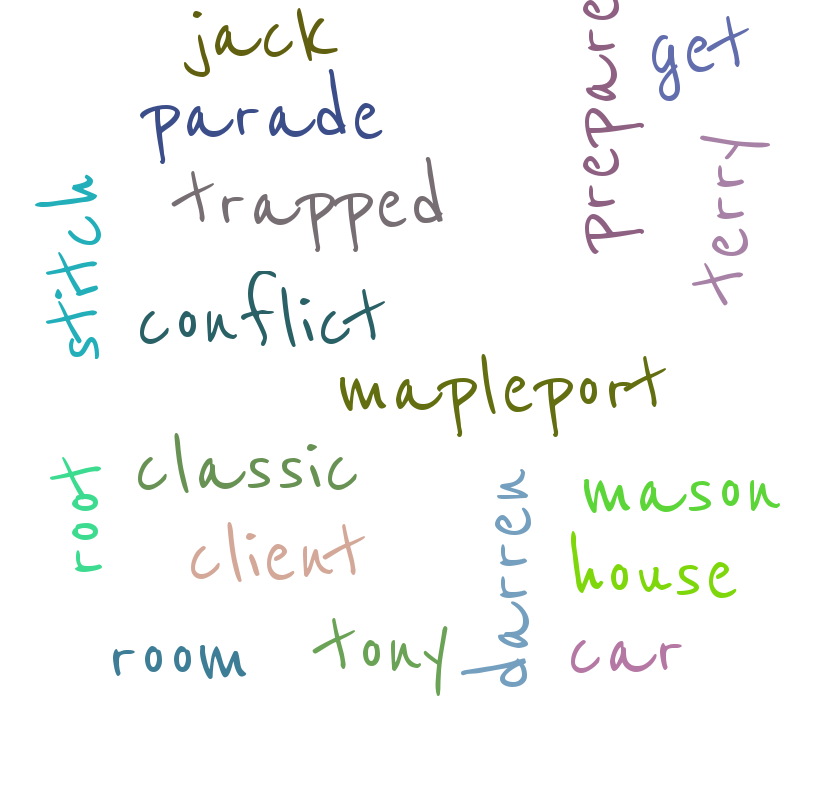 jack
prepare
get
parade
terry
trapped
stitch
conflict
mapleport
classic
root
darren
mason
client
house
room
tony
car